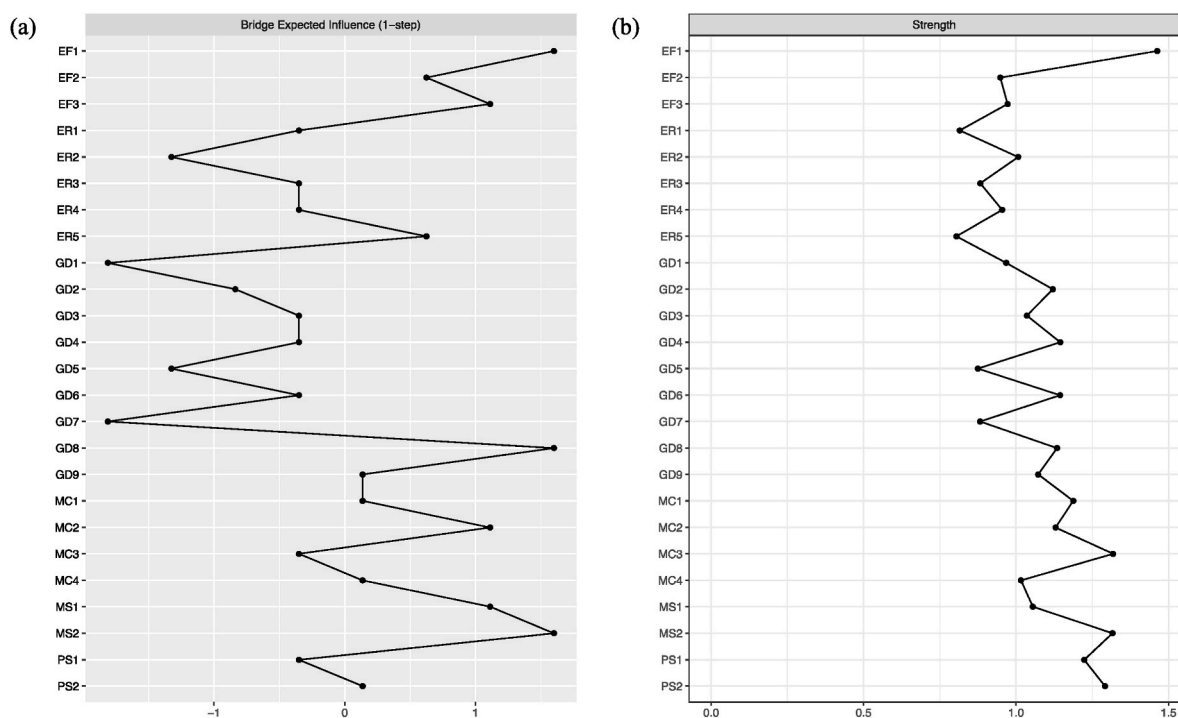 (a)
Bridge Expected Influence (1−step)
EF1
EF2
EF3
ER1
ER2
ER3
ER4
ER5
GD1
GD2
GD3
GD4
GD5
GD6
GD7
GD8
GD9
MC1
MC2
MC3
MC4
MS1
MS2
PS1
PS2
−1 0 1
(b)
Strength
EF1
EF2
EF3
ER1
ER2
ER3
ER4
ER5
GD1
GD2
GD3
GD4
GD5
GD6
GD7
GD8
GD9
MC1
MC2
MC3
MC4
MS1
MS2
PS1
PS2
0.0 0.5 1.0 1.5